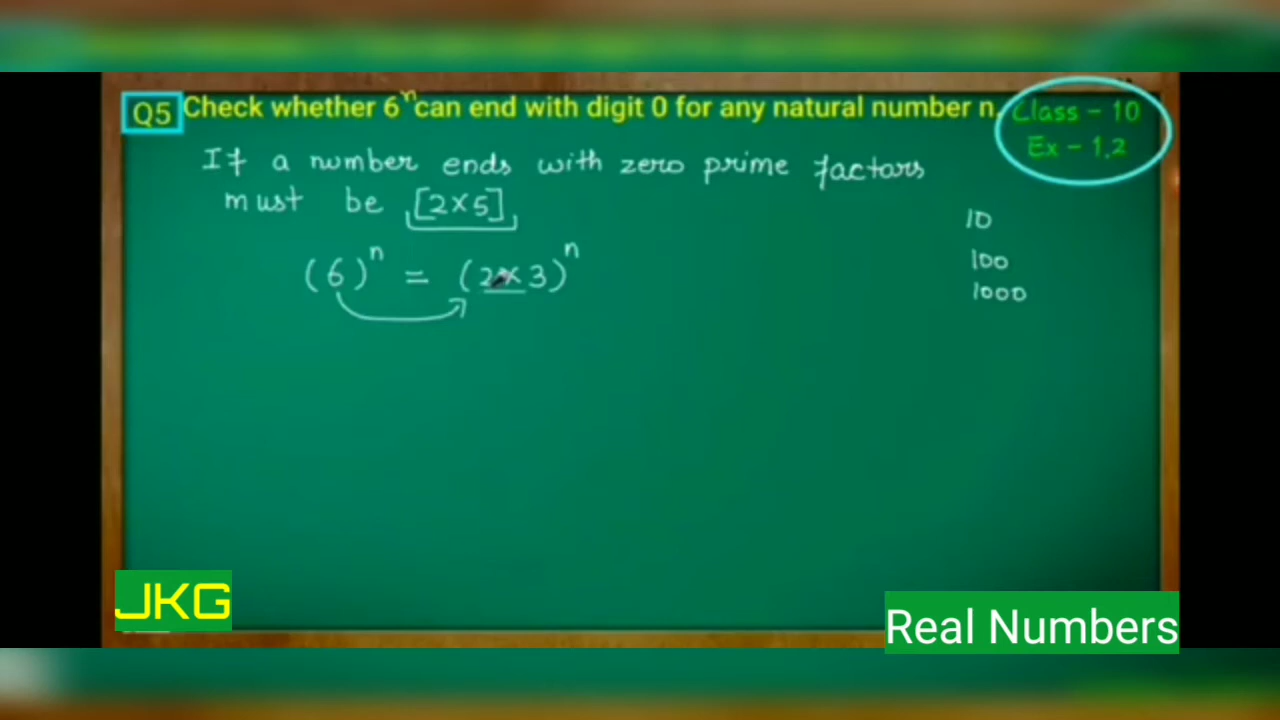 Q5 Check whether 6ⁿ can end with digit 0 for any natural number n.
Class - 10
Ex - 1.2
If a number ends with zero prime factors
must be [2×5]
10
100
1000
(6)ⁿ = (2×3)ⁿ
JKG
Real Numbers